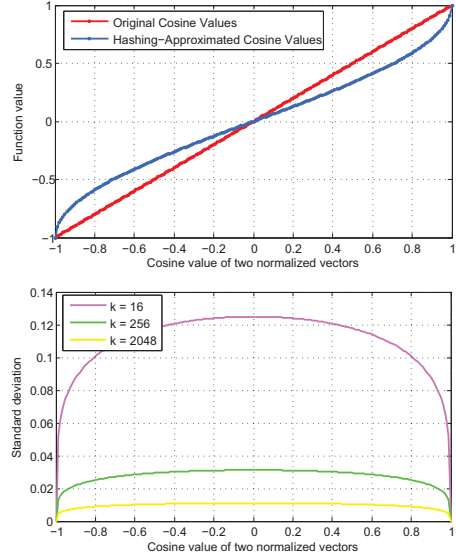 1
Original Cosine Values
Hashing−Approximated Cosine Values
0.5
Function value
0
−0.5
−1
−1 −0.8 −0.6 −0.4 −0.2 0 0.2 0.4 0.6 0.8 1
Cosine value of two normalized vectors
0.14
k = 16
k = 256
k = 2048
0.12
0.1
0.08
Standard deviation
0.06
0.04
0.02
0
−1 −0.8 −0.6 −0.4 −0.2 0 0.2 0.4 0.6 0.8 1
Cosine value of two normalized vectors